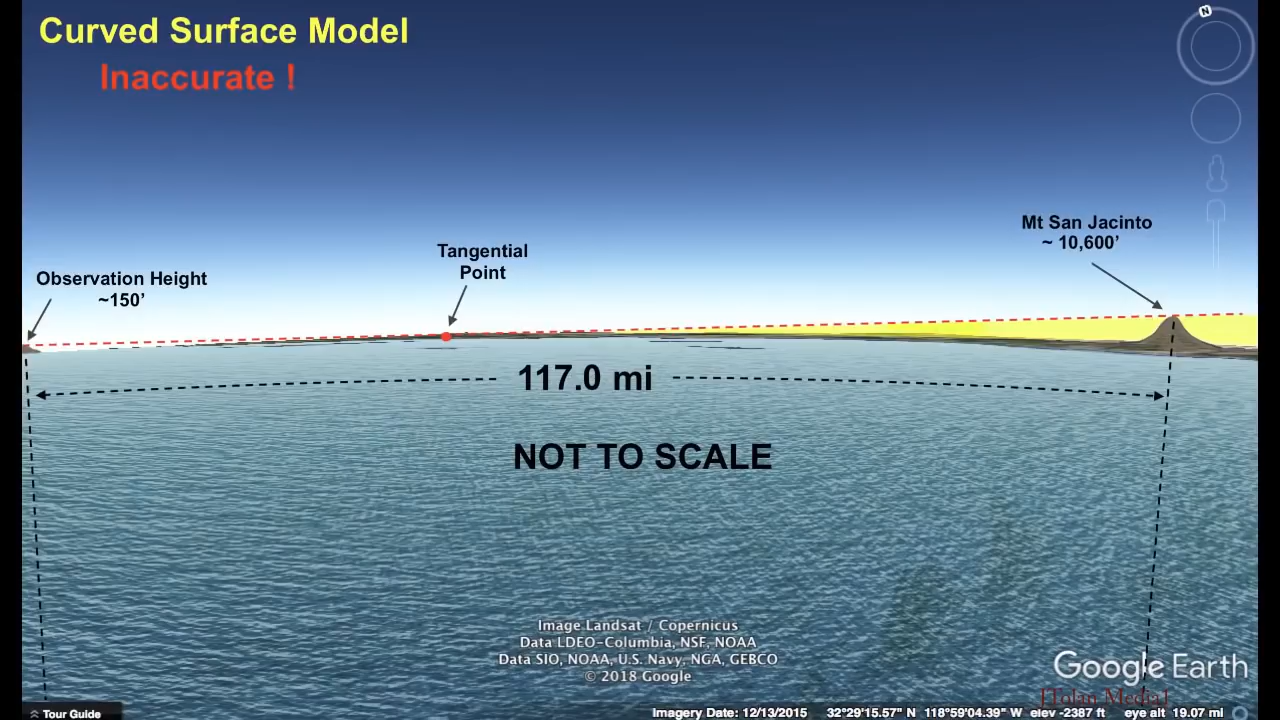 Curved Surface Model
Inaccurate !
N
Mt San Jacinto
~ 10,600’
Tangential
Point
Observation Height
~150’
117.0 mi
NOT TO SCALE
Image Landsat / Copernicus
Data LDEO-Columbia, NSF, NOAA
Data SIO, NOAA, U.S. Navy, NGA, GEBCO
© 2018 Google
Google Earth
JTolan Media1
Tour Guide
Imagery Date: 12/13/2015 32°29'15.57" N 118°59'04.39" W elev -2387 ft eye alt 19.07 mi